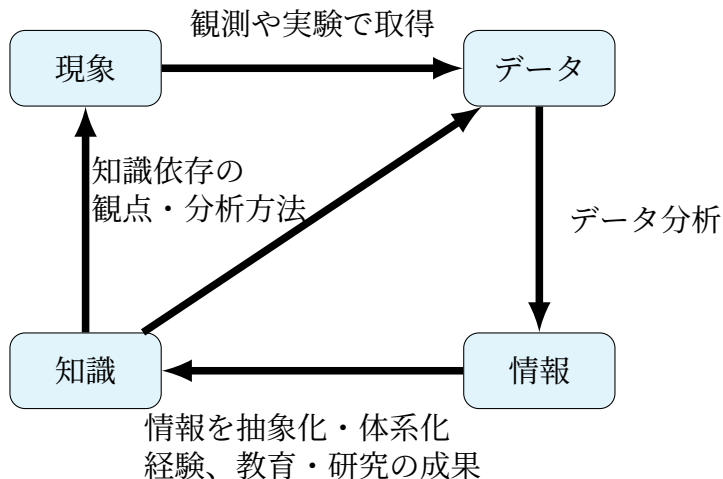 観測や実験で取得
現象
データ
知識依存の
観点・分析方法
データ分析
知識
情報
情報を抽象化・体系化
経験、教育・研究の成果